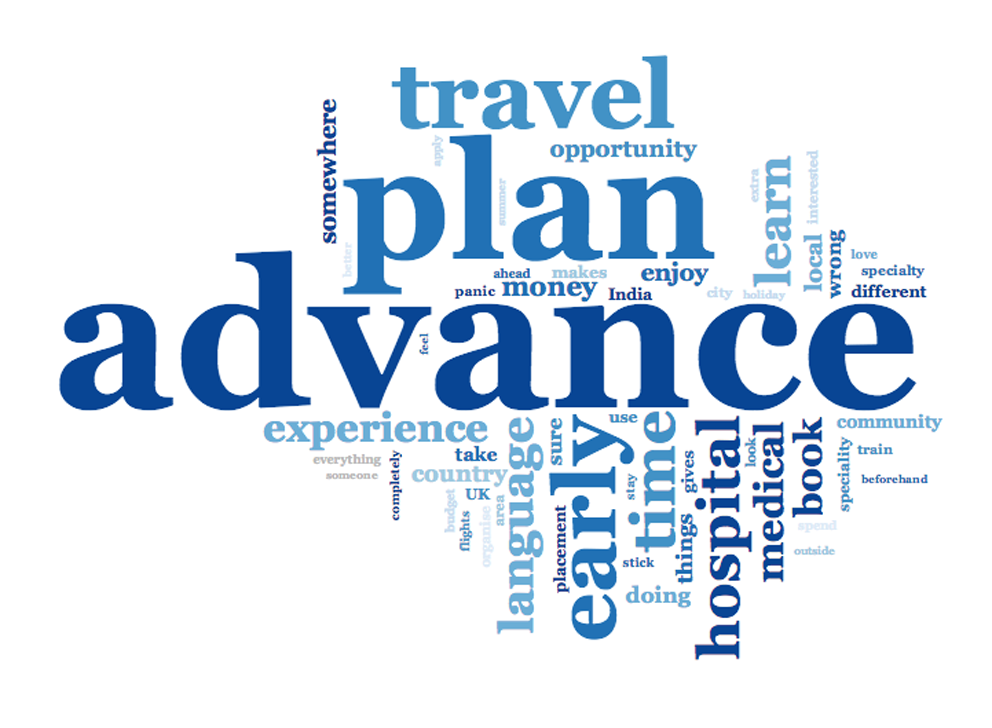 travel
somewhere
apply
opportunity
plan
summer
extra
learn
interested
better
local
wrong
love
ahead
makes
enjoy
specialty
panic
money
India
city
holiday
different
advance
feel
experience
use
community
everything
someone
completely
take
country
language
sure
early
time
hospital
look
medical
book
train
speciality
beforehand
budget
UK
area
flights
organise
placement
stay
gives
things
stick
doing
spend
outside